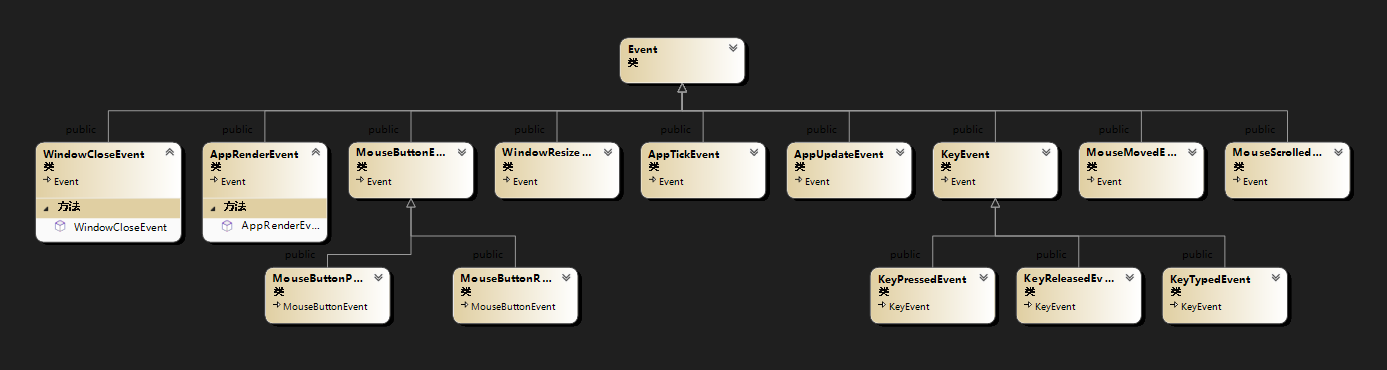 Event
类
public
public
public
public
public
public
public
public
public
WindowCloseEvent
类
Event
方法
WindowCloseEvent
AppRenderEvent
类
Event
方法
AppRenderEv...
MouseButtonE...
类
Event
WindowResize...
类
Event
AppTickEvent
类
Event
AppUpdateEvent
类
Event
KeyEvent
类
Event
MouseMovedE...
类
Event
MouseScrolled...
类
Event
public
public
public
public
public
MouseButtonP...
类
MouseButtonEvent
MouseButtonR...
类
MouseButtonEvent
KeyPressedEvent
类
KeyEvent
KeyReleasedEv...
类
KeyEvent
KeyTypedEvent
类
KeyEvent